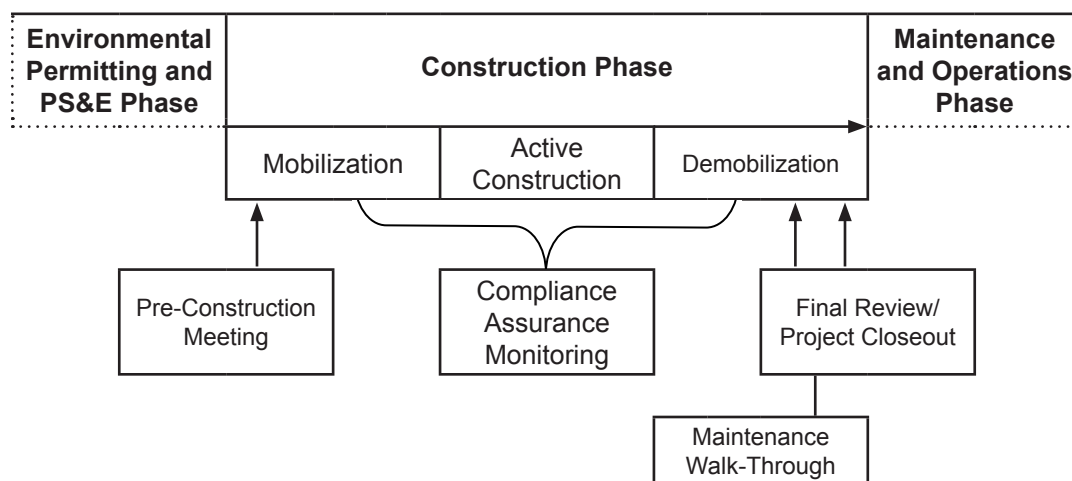 Environmental
Permitting and
PS&E Phase
Construction Phase
Maintenance
and Operations
Phase
Mobilization
Active
Construction
Demobilization
Pre-Construction
Meeting
Compliance
Assurance
Monitoring
Final Review/
Project Closeout
Maintenance
Walk-Through